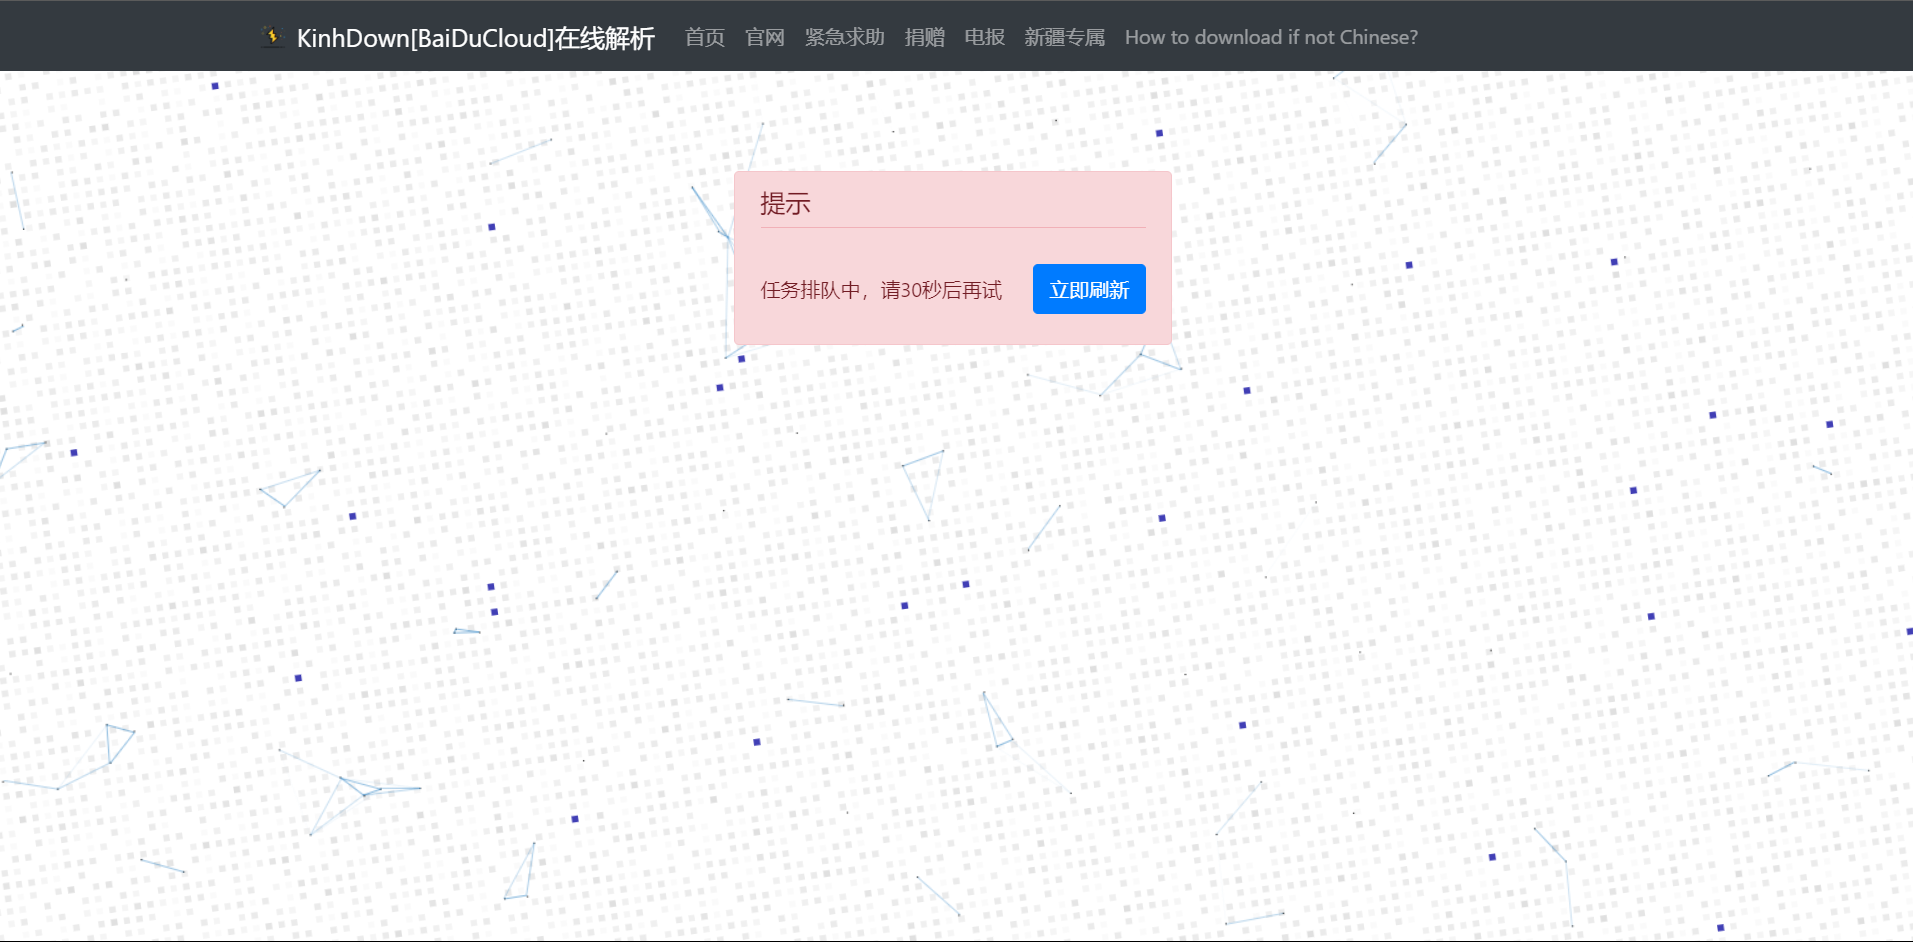 KinhDown[BaiDuCloud]在线解析 首页 官网 紧急求助 捐赠 电报 新疆专属 How to download if not Chinese?
提示
任务排队中，请30秒后再试 立即刷新